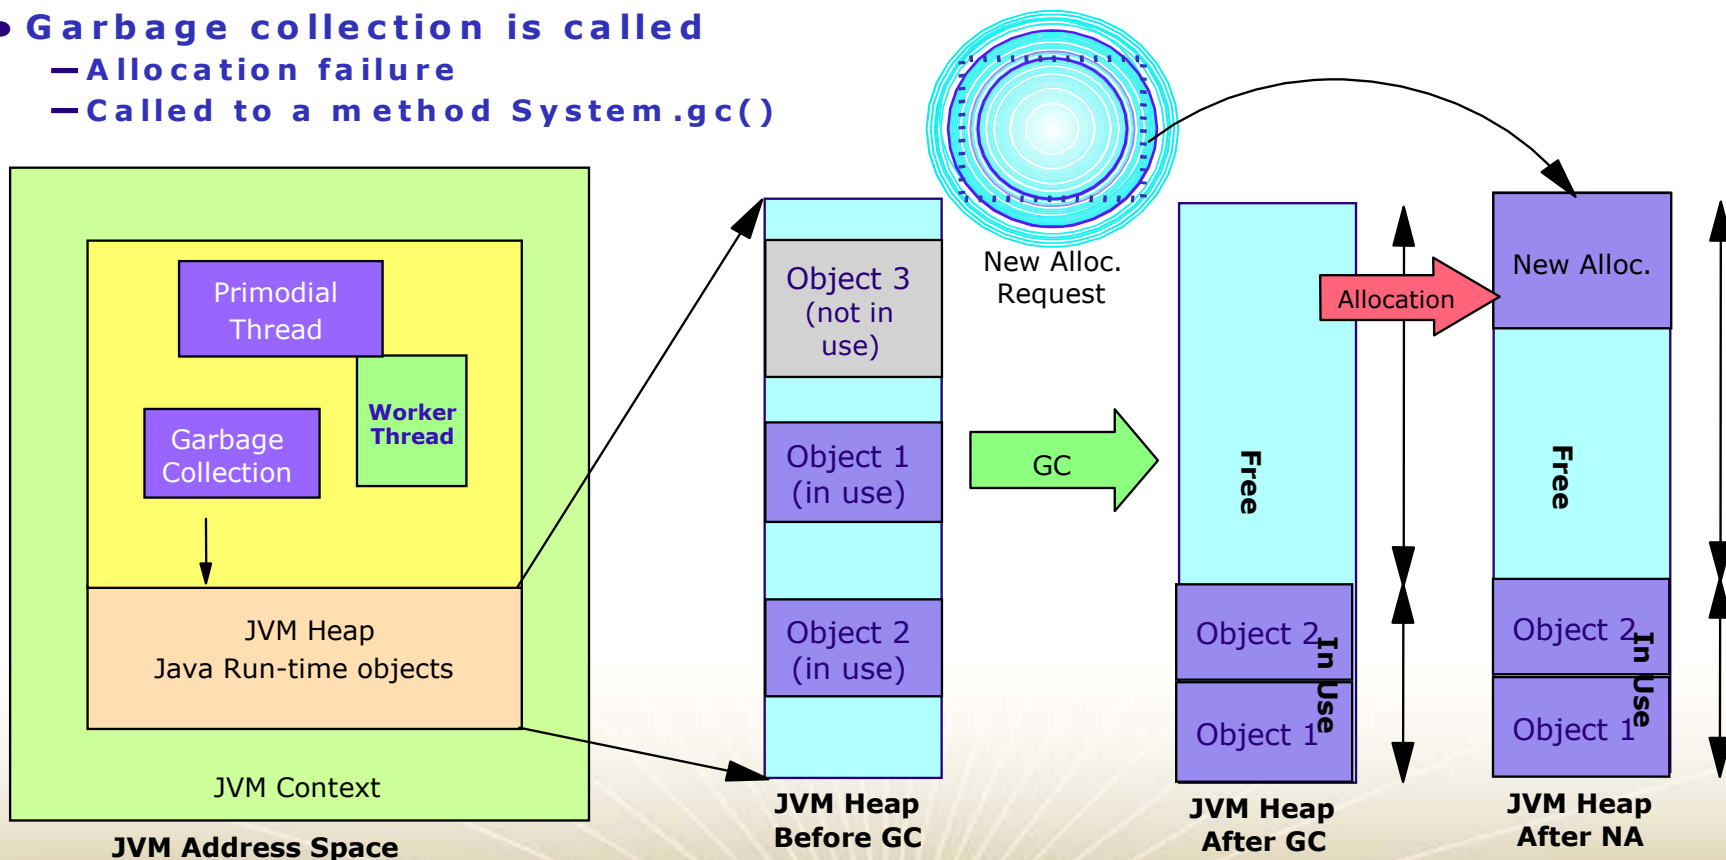 • Garbage collection is called
— Allocation failure
— Called to a method System.gc()
Primodial
Thread
Worker
Thread
Garbage
Collection
JVM Heap
Java Run-time objects
JVM Context
JVM Address Space
Object 3
(not in
use)
Object 1
(in use)
Object 2
(in use)
JVM Heap
Before GC
New Alloc.
Request
GC
Free
Object 2
Object 1
In Use
JVM Heap
After GC
Allocation
New Alloc.
Free
Object 2
Object 1
In Use
JVM Heap
After NA